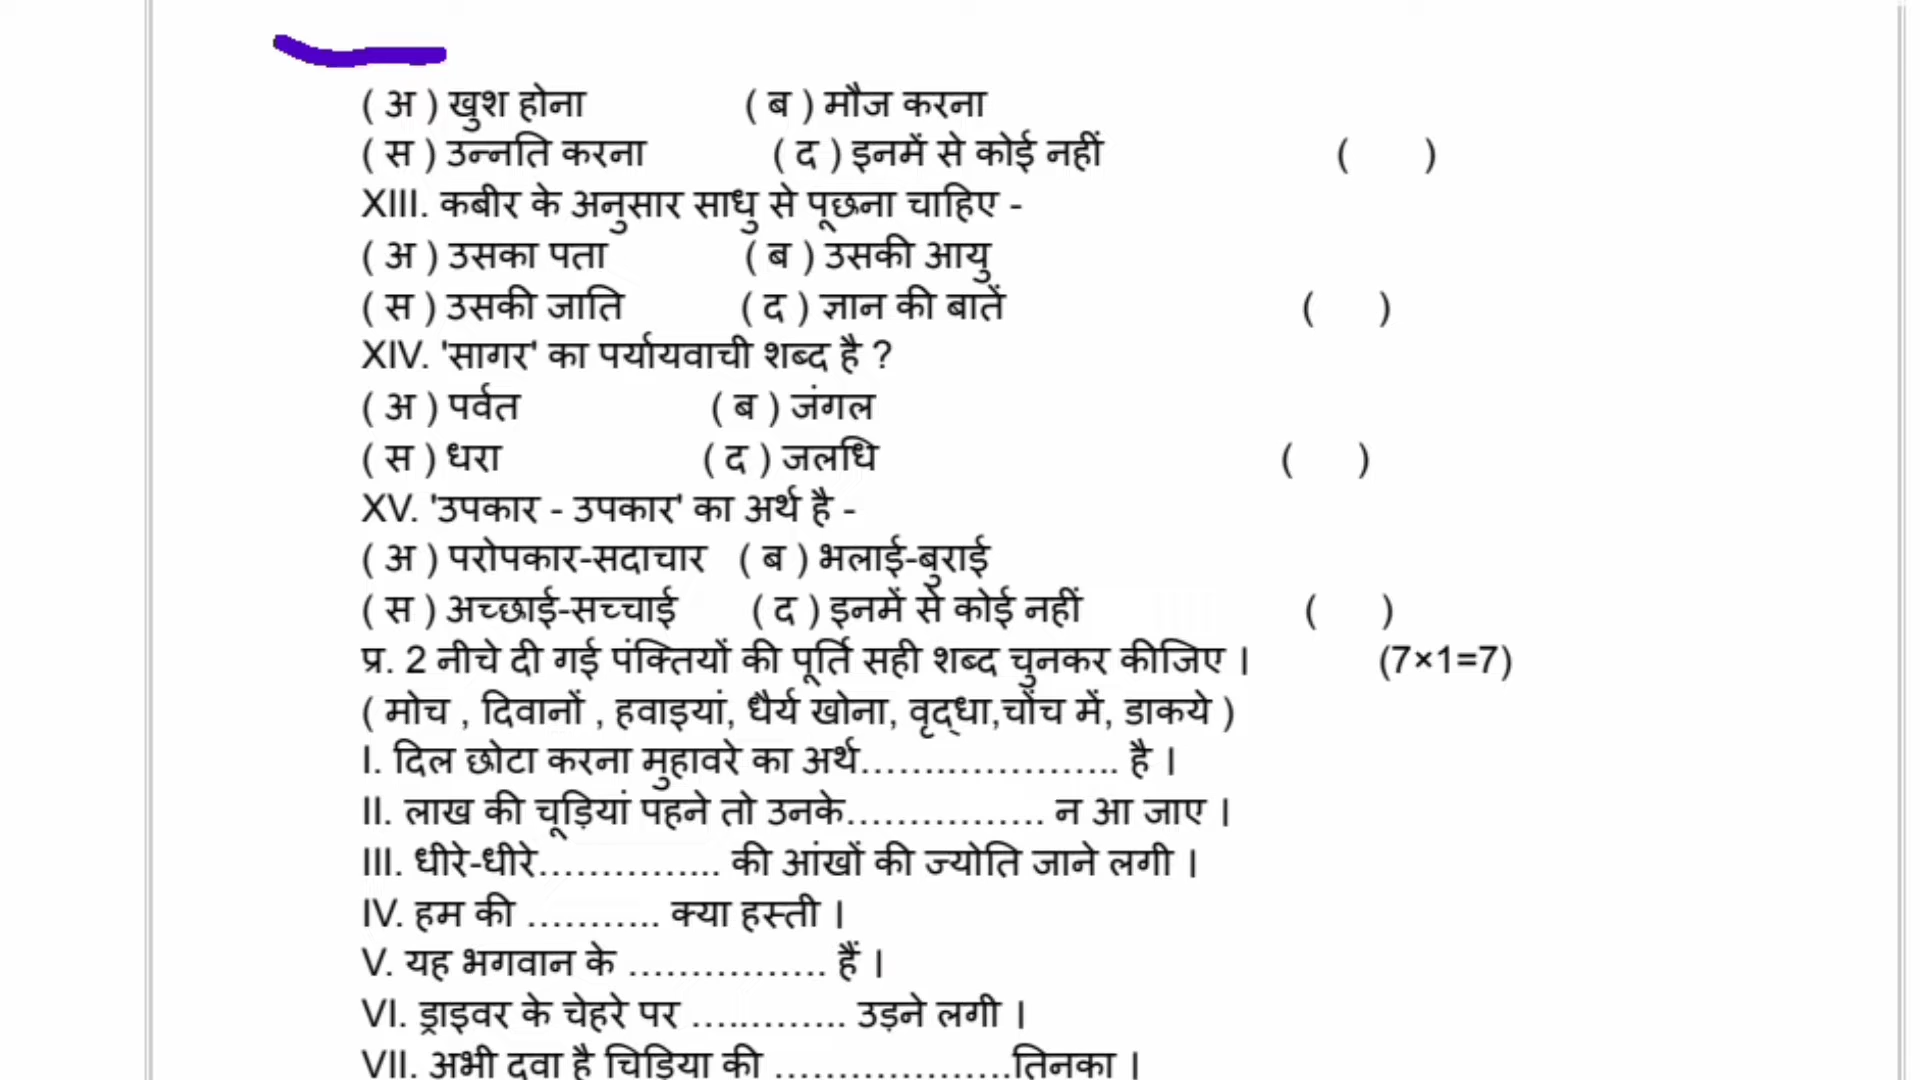 ( अ ) खुश होना ( ब ) मौज करना
( स ) उन्नति करना ( द ) इनमें से कोई नहीं ( )
XIII. कबीर के अनुसार साधु से पूछना चाहिए -
( अ ) उसका पता ( ब ) उसकी आयु
( स ) उसकी जाति ( द ) ज्ञान की बातें ( )
XIV. 'सागर' का पर्यायवाची शब्द है ?
( अ ) पर्वत ( ब ) जंगल
( स ) धरा ( द ) जलधि ( )
XV. 'उपकार - उपकार' का अर्थ है -
( अ ) परोपकार-सदाचार ( ब ) भलाई-बुराई
( स ) अच्छाई-सच्चाई ( द ) इनमें से कोई नहीं ( )
प्र. 2 नीचे दी गई पंक्तियों की पूर्ति सही शब्द चुनकर कीजिए । (7×1=7)
( मोच , दिवानों , हवाइयां, धैर्य खोना, वृद्धा,चोंच में, डाकये )
I. दिल छोटा करना मुहावरे का अर्थ..................... है ।
II. लाख की चूड़ियां पहने तो उनके................ न आ जाए ।
III. धीरे-धीरे............... की आंखों की ज्योति जाने लगी ।
IV. हम की ........... क्या हस्ती ।
V. यह भगवान के ................ हैं ।
VI. ड्राइवर के चेहरे पर ............. उड़ने लगी ।
VII. अभी दवा है चिड़िया की ...................तिनका ।